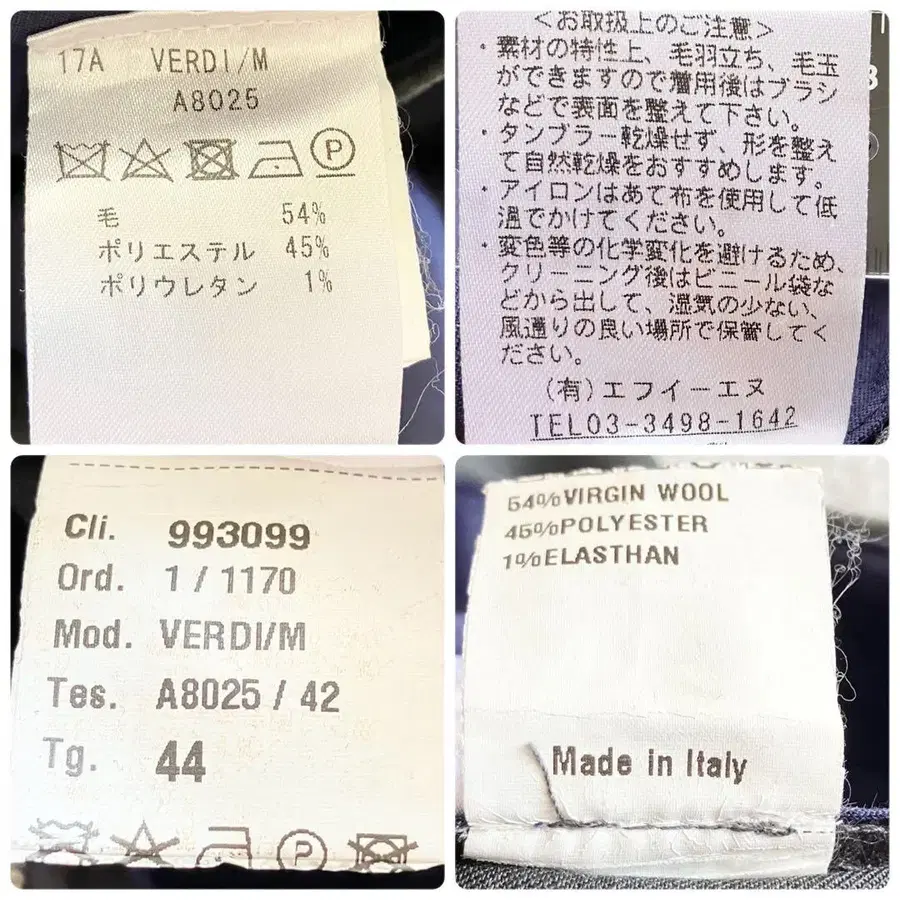 17A VERDI/M
A8025
毛 54%
ポリエステル 45%
ポリウレタン 1%
<お取扱上のご注意>
・素材の特性上、毛羽立ち、毛玉
ができますので着用後はブラシ
などで表面を整えて下さい。
・タンブラー乾燥せず、形を整え
て自然乾燥をおすすめします。
・アイロンはあて布を使用して低
温でかけてください。
・変色等の化学変化を避けるため、
クリーニング後はビニール袋な
どから出して、湿気の少ない、
風通りの良い場所で保管してく
ださい。
(有)エフイーエヌ
TEL03-3498-1642
Cli. 993099
Ord. 1 / 1170
Mod. VERDI/M
Tes. A8025 / 42
Tg. 44
P
54%VIRGIN WOOL
45%POLYESTER
1%ELASTHAN
Made in Italy